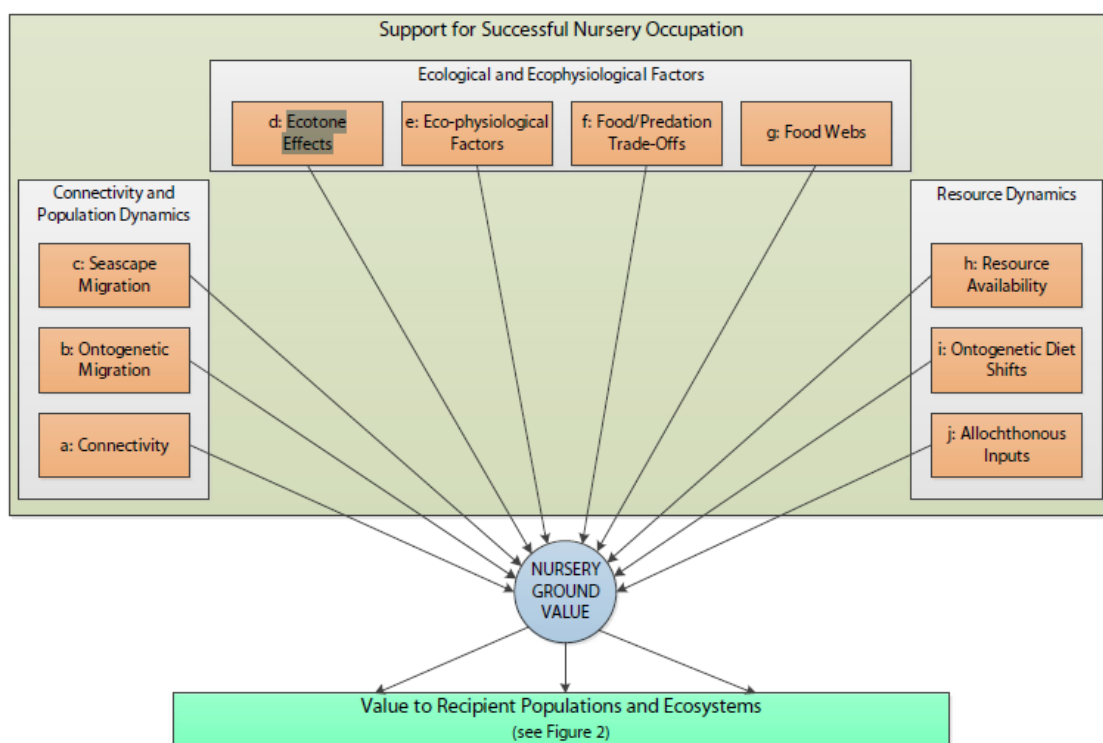 Support for Successful Nursery Occupation
Ecological and Ecophysiological Factors
d: Ecotone
Effects
e: Eco-physiological
Factors
f: Food/Predation
Trade-Offs
g: Food Webs
Connectivity and
Population Dynamics
c: Seascape
Migration
b: Ontogenetic
Migration
a: Connectivity
Resource Dynamics
h: Resource
Availability
i: Ontogenetic Diet
Shifts
j: Allochthonous
Inputs
NURSERY
GROUND
VALUE
Value to Recipient Populations and Ecosystems
(see Figure 2)